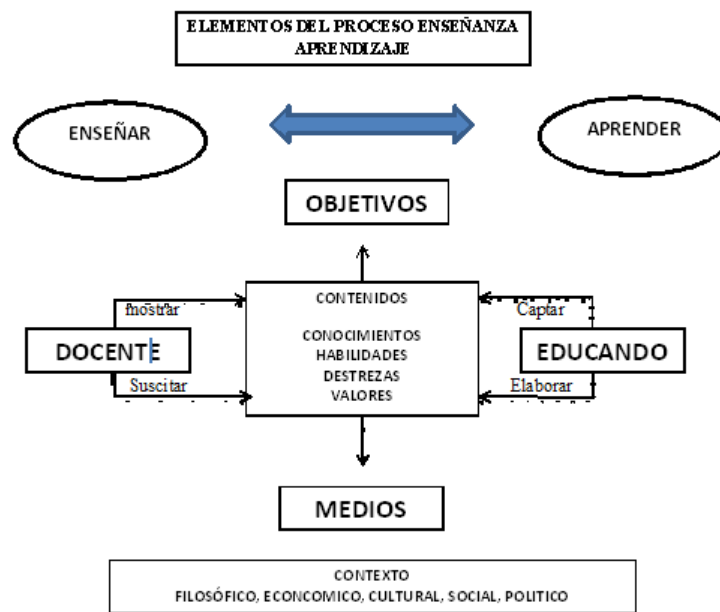 ELEMENTOS DEL PROCESO ENSEÑANZA
APRENDIZAJE
ENSEÑAR
APRENDER
OBJETIVOS
CONTENIDOS
mostrar
Captar
CONOCIMIENTOS
HABILIDADES
DESTREZAS
VALORES
DOCENTE
EDUCANDO
Suscitar
Elaborar
MEDIOS
CONTEXTO
FILOSÓFICO, ECONCOMICO, CULTURAL, SOCIAL, POLITICO